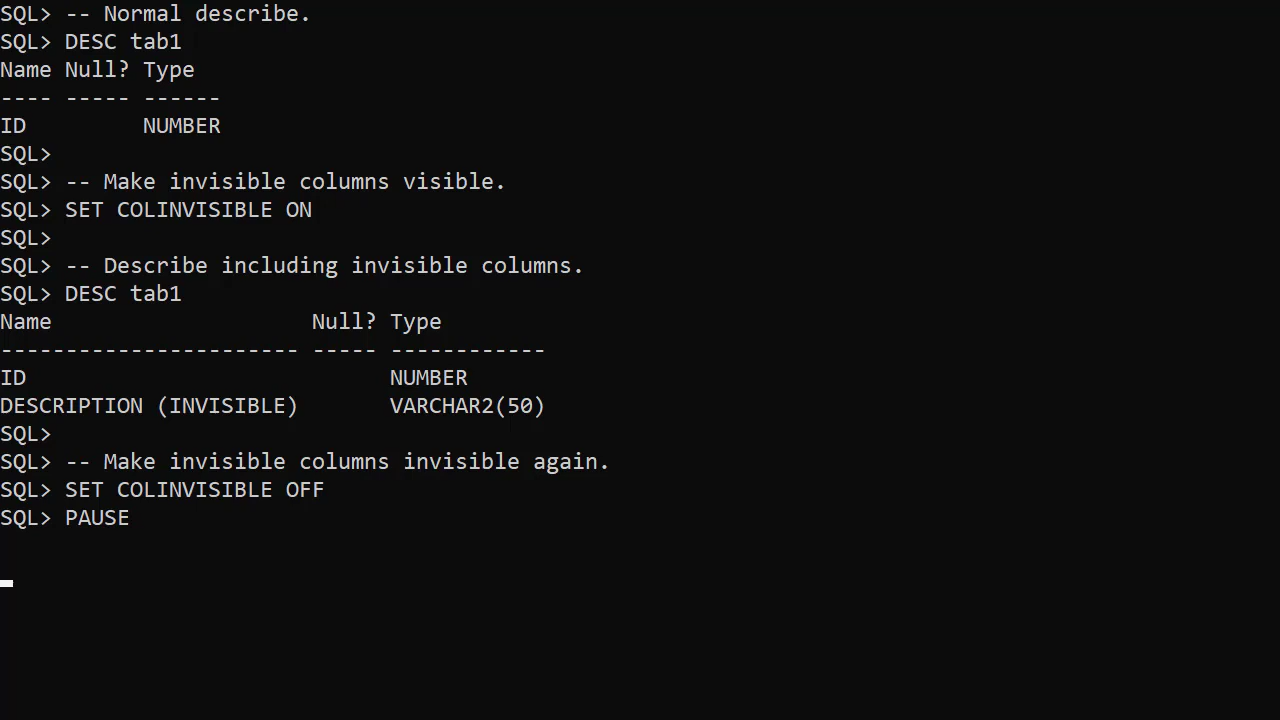 SQL> -- Normal describe.
SQL> DESC tab1
Name Null? Type
---- ----- ------
ID         NUMBER
SQL>
SQL> -- Make invisible columns visible.
SQL> SET COLINVISIBLE ON
SQL>
SQL> -- Describe including invisible columns.
SQL> DESC tab1
Name                    Null? Type
----------------------- ----- ------------
ID                            NUMBER
DESCRIPTION (INVISIBLE)       VARCHAR2(50)
SQL>
SQL> -- Make invisible columns invisible again.
SQL> SET COLINVISIBLE OFF
SQL> PAUSE